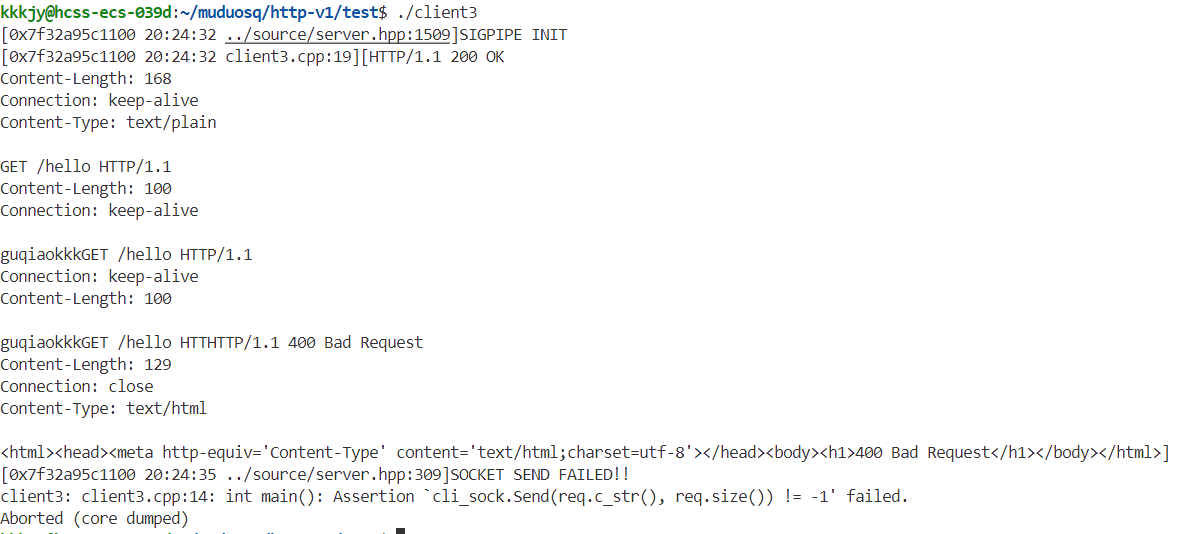 kkkjy@hcss-ecs-039d:~/muduosq/http-v1/test$ ./client3
[0x7f32a95c1100 20:24:32 ../source/server.hpp:1509]SIGPIPE INIT
[0x7f32a95c1100 20:24:32 client3.cpp:19][HTTP/1.1 200 OK
Content-Length: 168
Connection: keep-alive
Content-Type: text/plain

GET /hello HTTP/1.1
Content-Length: 100
Connection: keep-alive

guqiaokkkGET /hello HTTP/1.1
Connection: keep-alive
Content-Length: 100

guqiaokkkGET /hello HTTHTTP/1.1 400 Bad Request
Content-Length: 129
Connection: close
Content-Type: text/html

<html><head><meta http-equiv='Content-Type' content='text/html;charset=utf-8'></head><body><h1>400 Bad Request</h1></body></html>]
[0x7f32a95c1100 20:24:35 ../source/server.hpp:309]SOCKET SEND FAILED!!
client3: client3.cpp:14: int main(): Assertion `cli_sock.Send(req.c_str(), req.size()) != -1' failed.
Aborted (core dumped)